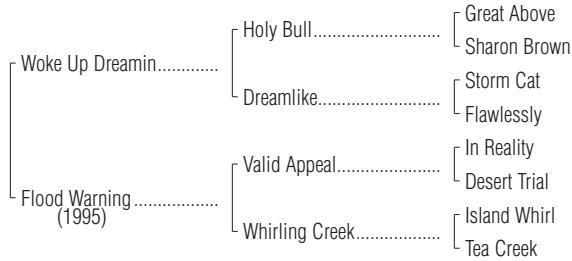 Great Above
Holy Bull
Sharon Brown
Woke Up Dreamin
Storm Cat
Dreamlike
Flawlessly
In Reality
Valid Appeal
Desert Trial
Flood Warning
(1995)
Island Whirl
Whirling Creek
Tea Creek